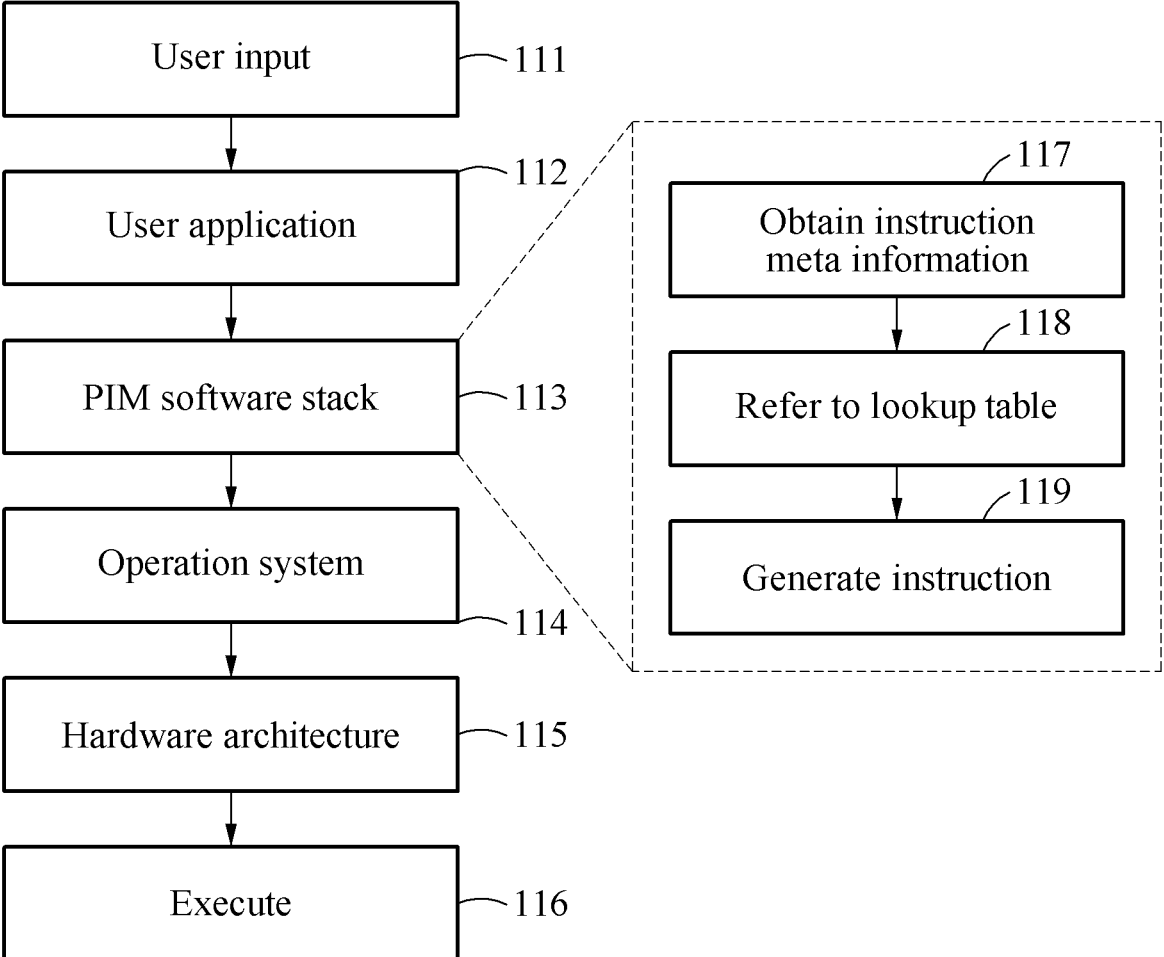 User input
111
112
User application
PIM software stack
113
Operation system
114
Hardware architecture
115
Execute
116
117
Obtain instruction
meta information
118
Refer to lookup table
119
Generate instruction